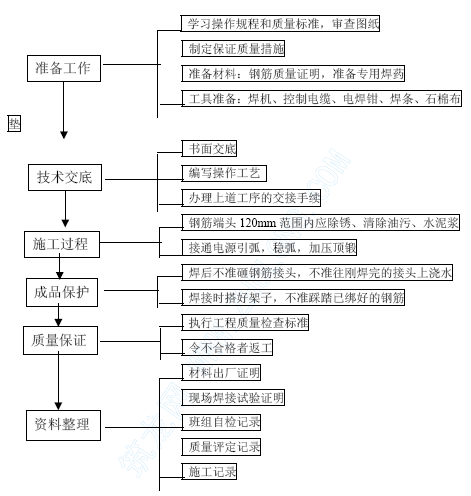 学习操作规程和质量标准，审查图纸
制定保证质量措施
准备工作
准备材料：钢筋质量证明，准备专用焊药
工具准备：焊机、控制电缆、电焊钳、焊条、石棉布
垫
书面交底
技术交底
编写操作工艺
办理上道工序的交接手续
钢筋端头 120mm 范围内应除锈、清除油污、水泥浆
施工过程
接通电源引弧，稳弧，加压顶锻
焊后不准砸钢筋接头，不准往刚焊完的接头上浇水
成品保护
焊接时搭好架子，不准踩踏已绑好的钢筋
执行工程质量检查标准
质量保证
令不合格者返工
材料出厂证明
现场焊接试验证明
资料整理
班组自检记录
质量评定记录
施工记录